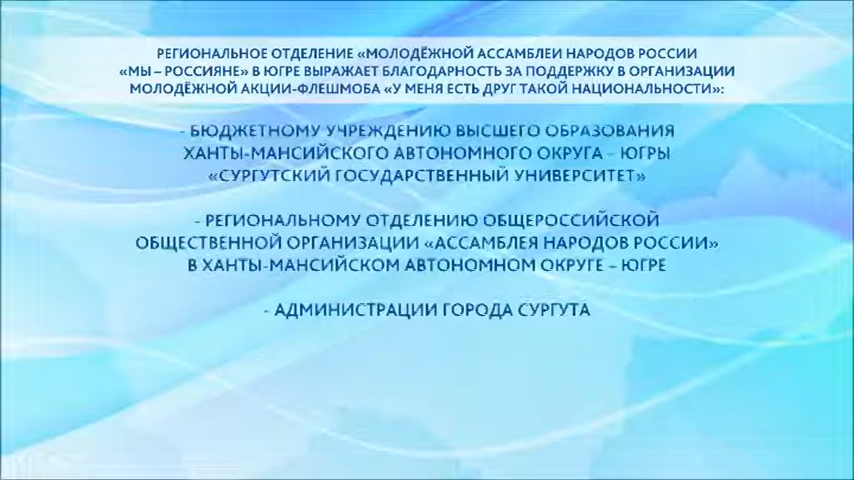 РЕГИОНАЛЬНОЕ ОТДЕЛЕНИЕ «МОЛОДЁЖНОЙ АССАМБЛЕИ НАРОДОВ РОССИИ
«МЫ – РОССИЯНЕ» В ЮГРЕ ВЫРАЖАЕТ БЛАГОДАРНОСТЬ ЗА ПОДДЕРЖКУ В ОРГАНИЗАЦИИ
МОЛОДЁЖНОЙ АКЦИИ-ФЛЕШМОБА «У МЕНЯ ЕСТЬ ДРУГ ТАКОЙ НАЦИОНАЛЬНОСТИ»:
- БЮДЖЕТНОМУ УЧРЕЖДЕНИЮ ВЫСШЕГО ОБРАЗОВАНИЯ
ХАНТЫ-МАНСИЙСКОГО АВТОНОМНОГО ОКРУГА – ЮГРЫ
«СУРГУТСКИЙ ГОСУДАРСТВЕННЫЙ УНИВЕРСИТЕТ»
- РЕГИОНАЛЬНОМУ ОТДЕЛЕНИЮ ОБЩЕРОССИЙСКОЙ
ОБЩЕСТВЕННОЙ ОРГАНИЗАЦИИ «АССАМБЛЕЯ НАРОДОВ РОССИИ»
В ХАНТЫ-МАНСИЙСКОМ АВТОНОМНОМ ОКРУГЕ – ЮГРЕ
- АДМИНИСТРАЦИИ ГОРОДА СУРГУТА